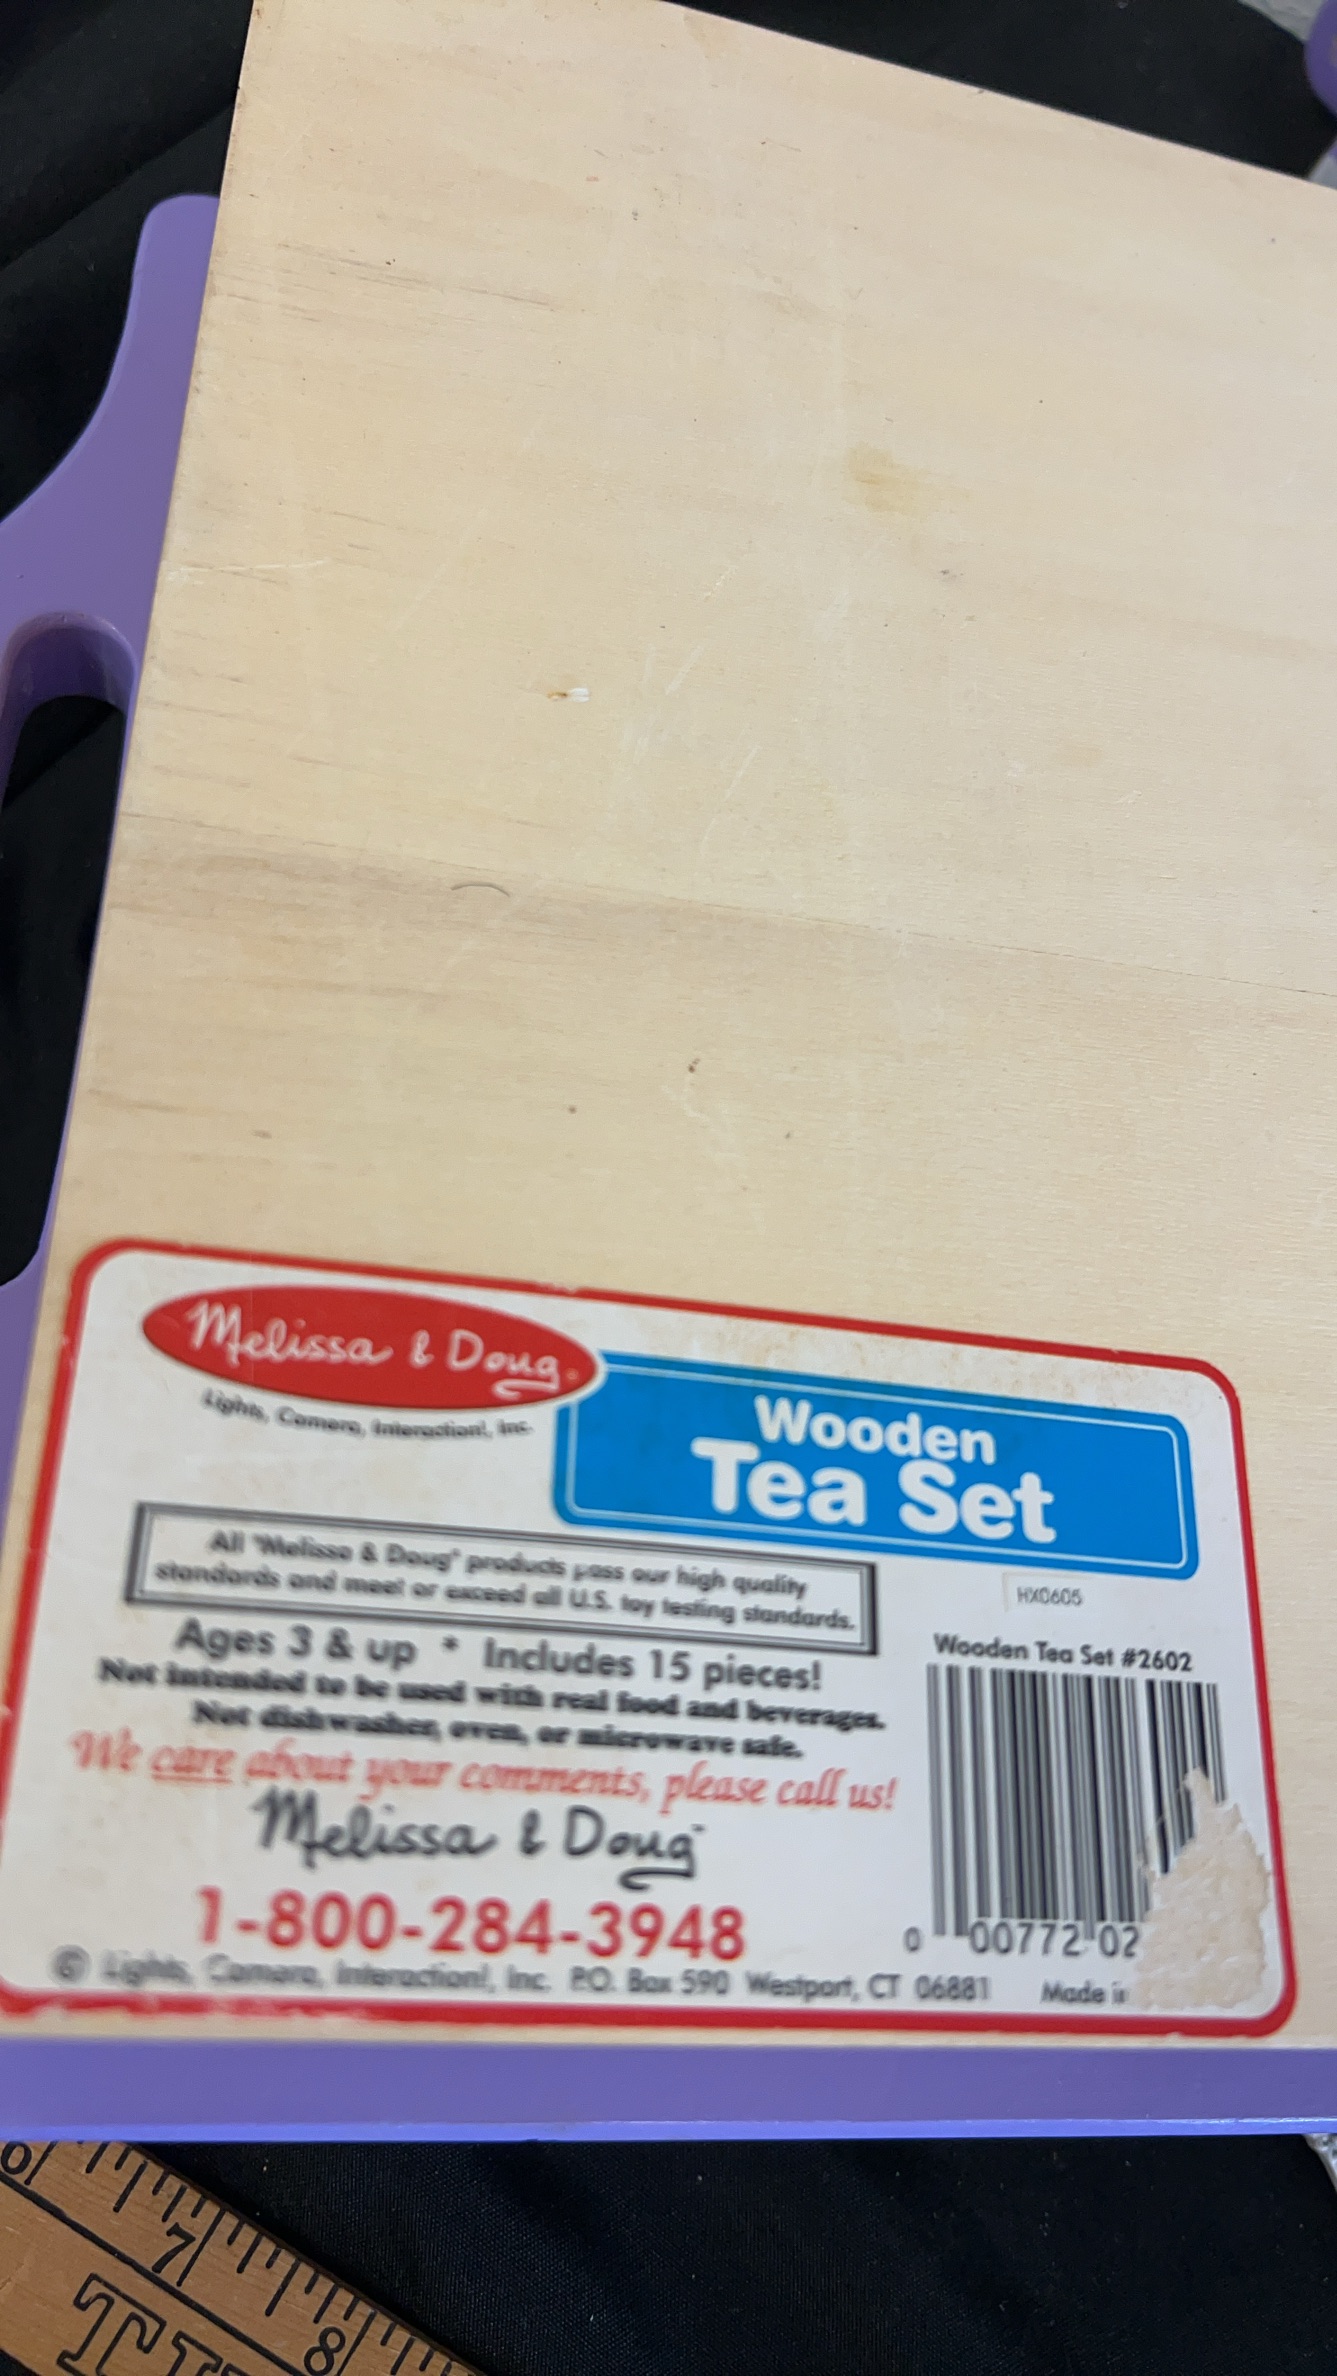 Melissa & Doug
Lights, Camera, Interaction!, Inc.
Wooden
Tea Set
All "Melissa & Doug" products pass our high quality
standards and meet or exceed all U.S. toy testing standards.
HX0605
Ages 3 & up * Includes 15 pieces!
Not intended to be used with real food and beverages.
Not dishwasher, oven, or microwave safe.
We care about your comments, please call us!
Melissa & Doug
1-800-284-3948
© Lights, Camera, Interaction!, Inc. P.O. Box 590 Westport, CT 06881 Made
Wooden Tea Set #2602
0 00772 02
6 7 8